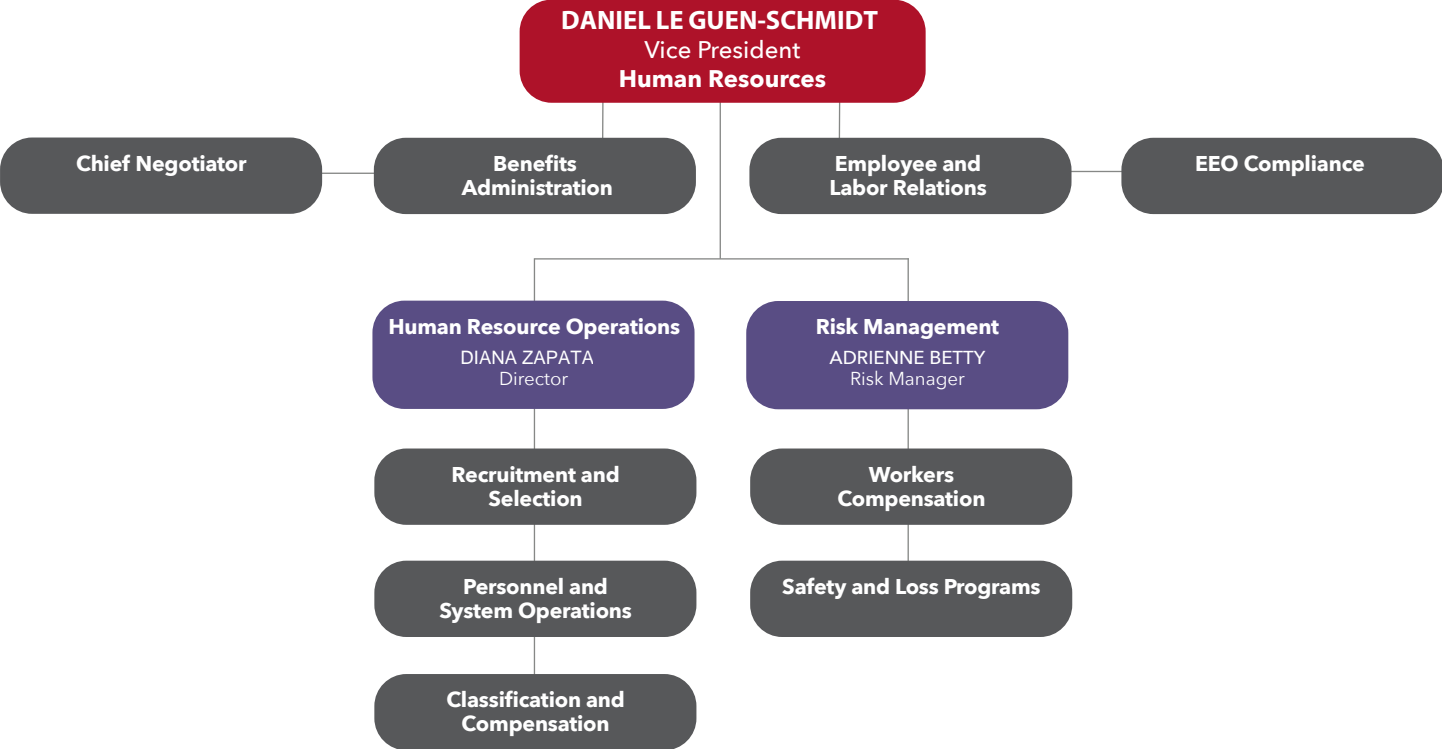 DANIEL LE GUEN-SCHMIDT
Vice President
Human Resources
Chief Negotiator
Benefits
Administration
Employee and
Labor Relations
EEO Compliance
Human Resource Operations
DIANA ZAPATA
Director
Risk Management
ADRIENNE BETTY
Risk Manager
Recruitment and
Selection
Workers
Compensation
Personnel and
System Operations
Safety and Loss Programs
Classification and
Compensation